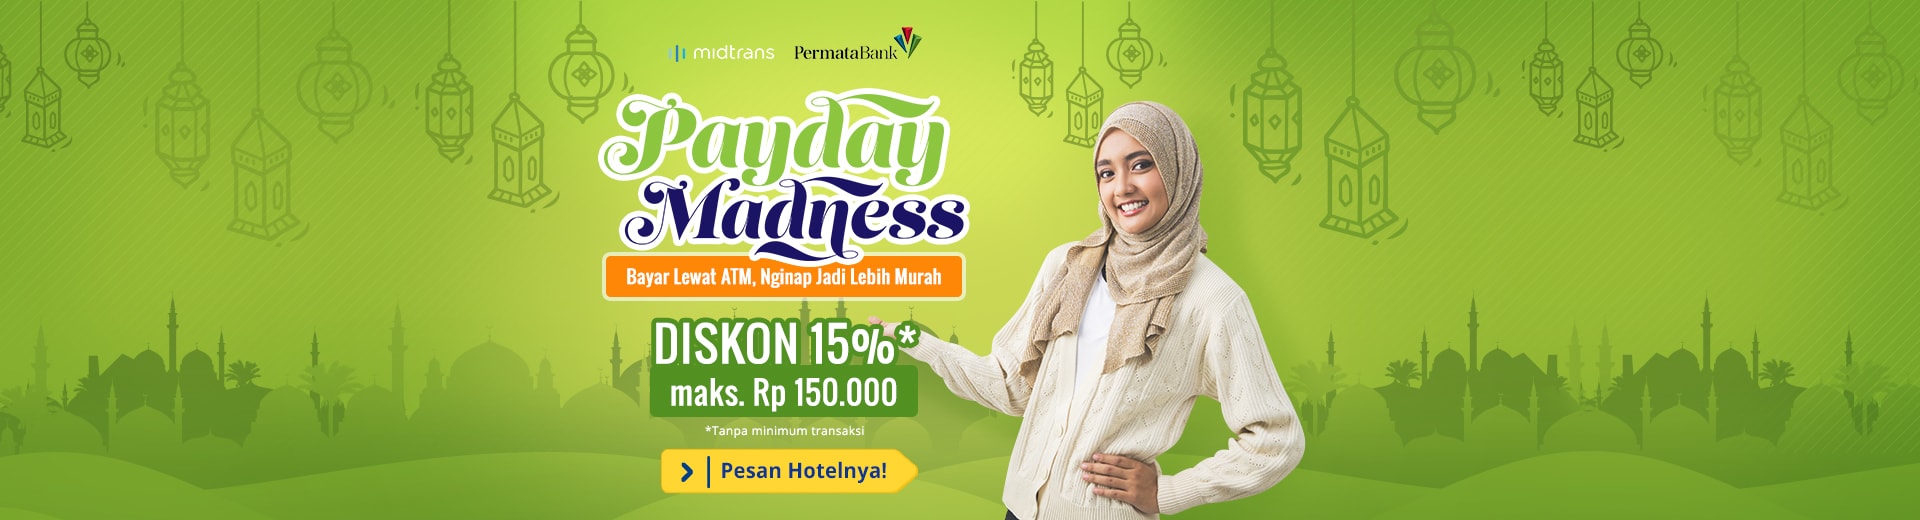 midtrans PermataBank
Payday
Madness
Bayar Lewat ATM, Nginap Jadi Lebih Murah
DISKON 15%*
maks. Rp 150.000
*Tanpa minimum transaksi
Pesan Hotelnya!